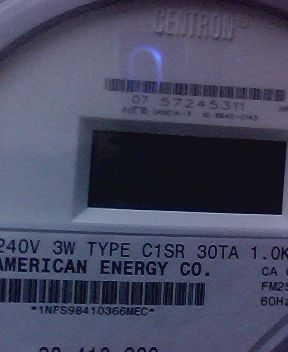 CENTRON
07 57245311
240V 3W TYPE C1SR 30TA 1.0K
AMERICAN ENERGY CO.
CA
FM2S
60Hz
*1NFS98410366MEC*